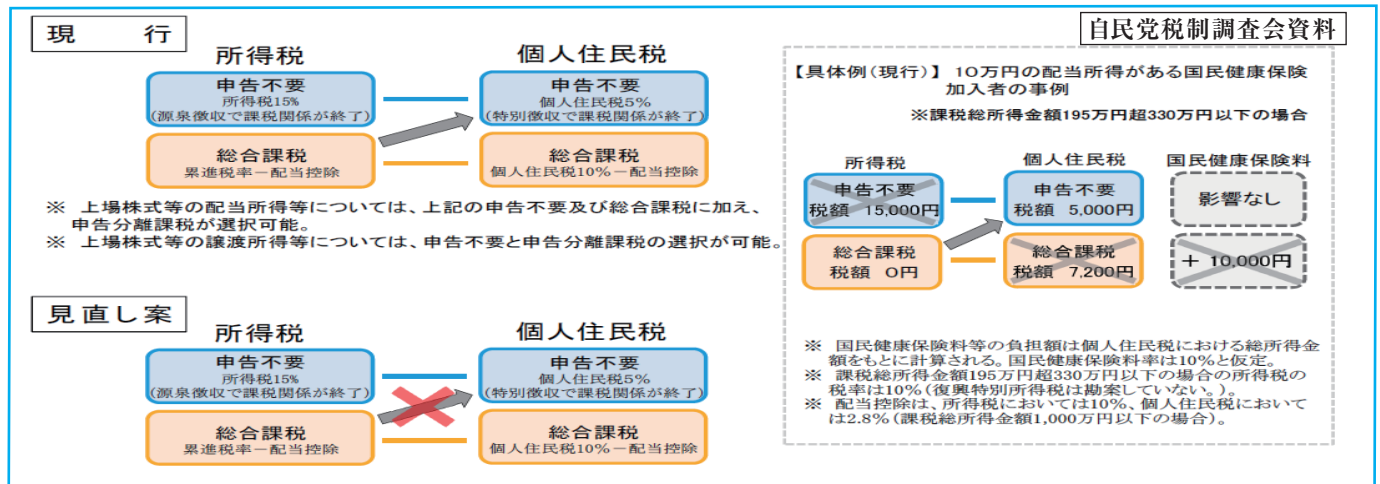 現　行
自民党税制調査会資料
所得税
個人住民税
申告不要
所得税15%
(源泉徴収で課税関係が終了)
申告不要
個人住民税5%
(特別徴収で課税関係が終了)
総合課税
累進税率－配当控除
総合課税
個人住民税10%－配当控除
※ 上場株式等の配当所得等については、上記の申告不要及び総合課税に加え、
申告分離課税が選択可能。
※ 上場株式等の譲渡所得等については、申告不要と申告分離課税の選択が可能。
【具体例(現行)】 10万円の配当所得がある国民健康保険
加入者の事例
※課税総所得金額195万円超330万円以下の場合
所得税
個人住民税
国民健康保険料
申告不要
税額 15,000円
申告不要
税額 5,000円
影響なし
総合課税
税額 0円
総合課税
税額 7,200円
+ 10,000円
※ 国民健康保険料等の負担額は個人住民税における総所得金
額をもとに計算される。国民健康保険料率は10%と仮定。
※ 課税総所得金額195万円超330万円以下の場合の所得税の
税率は10%(復興特別所得税は勘案していない。)。
※ 配当控除は、所得税においては10%、個人住民税において
は2.8%(課税総所得金額1,000万円以下の場合)。
見直し案
所得税
個人住民税
申告不要
所得税15%
(源泉徴収で課税関係が終了)
申告不要
個人住民税5%
(特別徴収で課税関係が終了)
総合課税
累進税率－配当控除
総合課税
個人住民税10%－配当控除